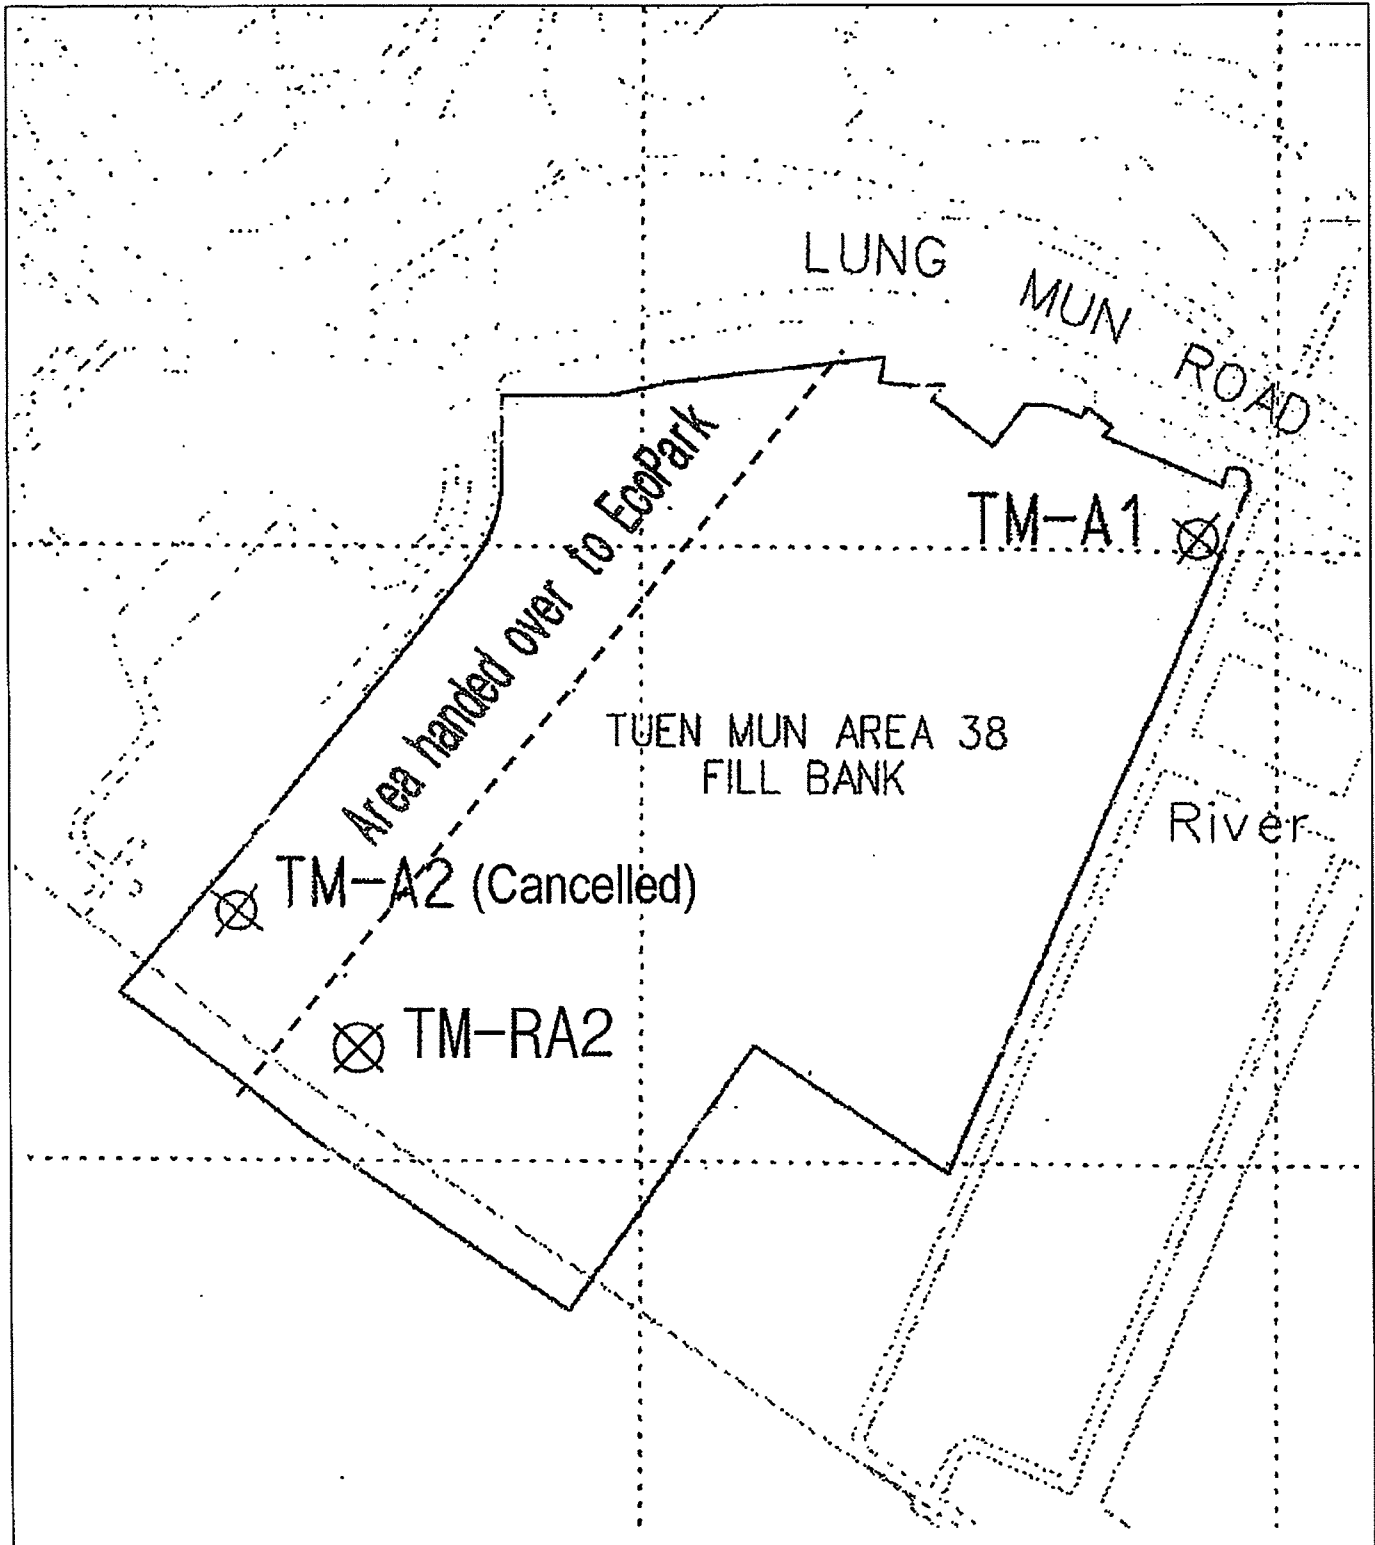 LUNG MUN ROAD
Area handed over to EcoPark
TM-A1
TUEN MUN AREA 38
FILL BANK
River
TM-A2 (Cancelled)
TM-RA2